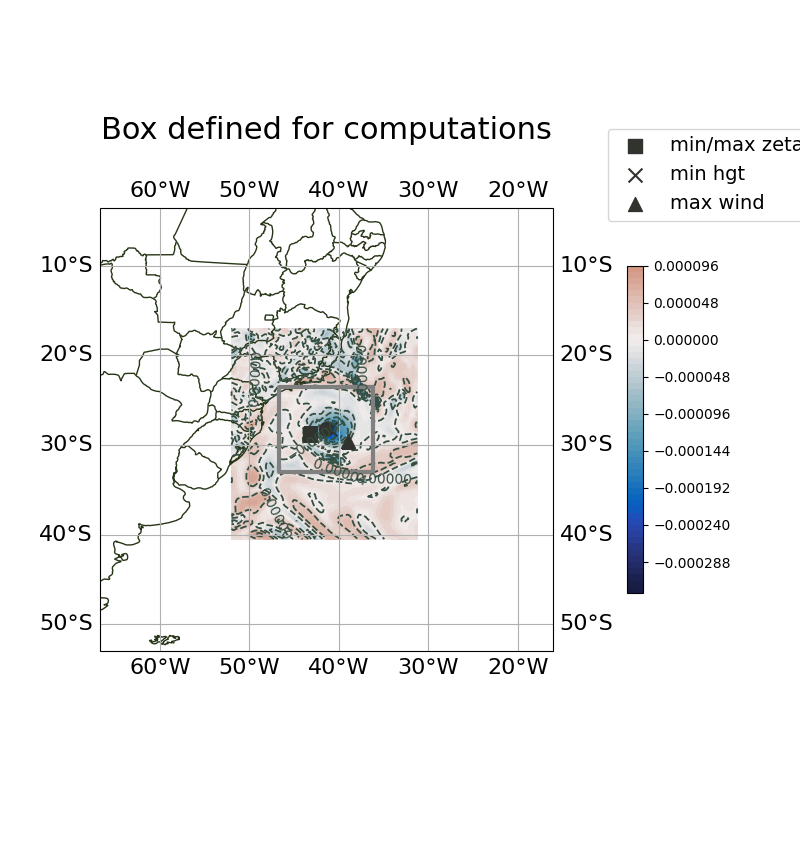 Box defined for computations
min/max zeta
min hgt
max wind
60°W 50°W 40°W 30°W 20°W
10°S 10°S
20°S 20°S
30°S 30°S
40°S 40°S
50°S 50°S
60°W 50°W 40°W 30°W 20°W
0.000096
0.000048
0.000000
−0.000048
−0.000096
−0.000144
−0.000192
−0.000240
−0.000288